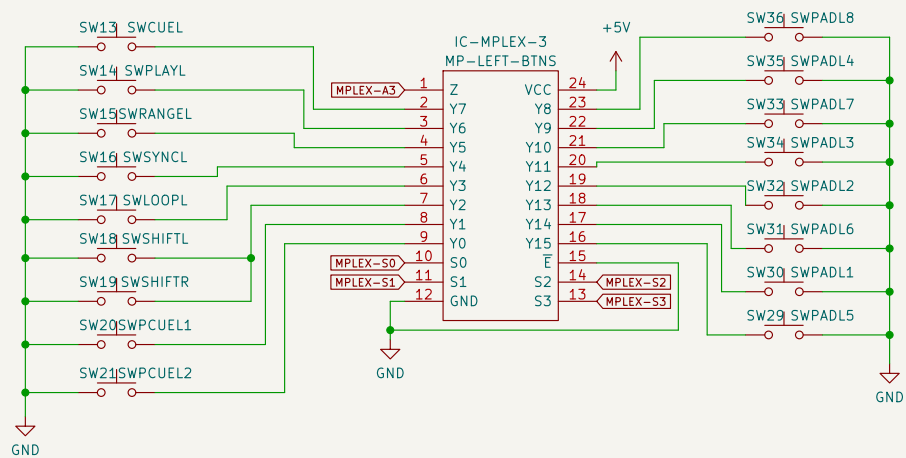 SW13 SWCUEL
SW14 SWPLAYL
SW15 SWRANGEL
SW16 SWSYNCL
SW17 SWLOOPL
SW18 SWSHIFTL
SW19 SWSHIFTR
SW20 SWPCUEL1
SW21 SWPCUEL2
GND
IC-MPLEX-3
MP-LEFT-BTNS
MPLEX-A3 1 Z VCC 24 +5V
2 Y7 Y8 23
3 Y6 Y9 22
4 Y5 Y10 21
5 Y4 Y11 20
6 Y3 Y12 19
7 Y2 Y13 18
8 Y1 Y14 17
9 Y0 Y15 16
MPLEX-S0 10 S0 E 15
MPLEX-S1 11 S1 S2 14 MPLEX-S2
12 GND S3 13 MPLEX-S3
GND
SW36 SWPADL8
SW35 SWPADL4
SW33 SWPADL7
SW34 SWPADL3
SW32 SWPADL2
SW31 SWPADL6
SW30 SWPADL1
SW29 SWPADL5
GND